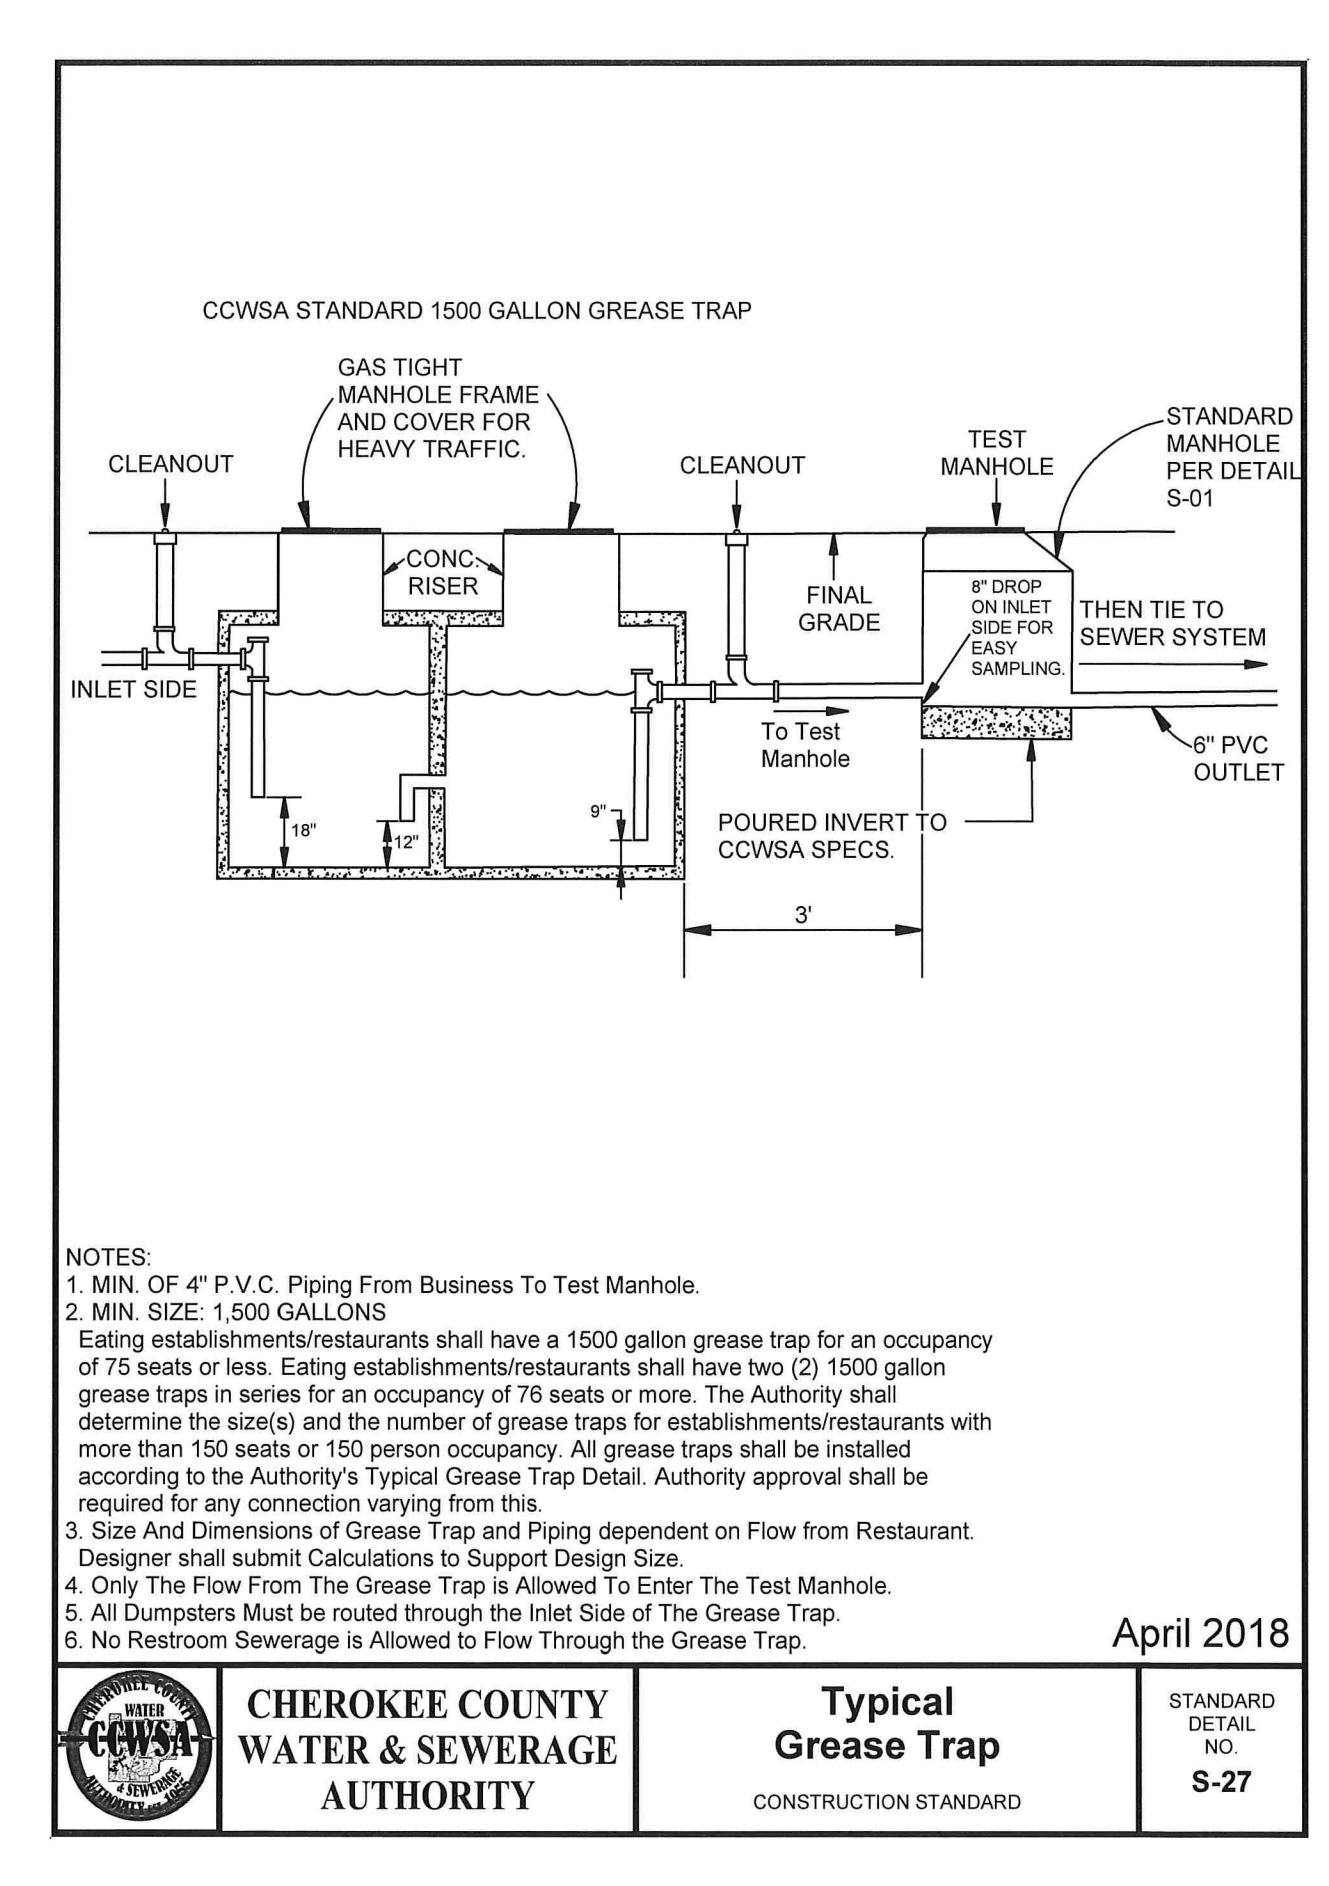 CCWSA STANDARD 1500 GALLON GREASE TRAP
GAS TIGHT
MANHOLE FRAME
AND COVER FOR
HEAVY TRAFFIC.
CLEANOUT
CLEANOUT
TEST
MANHOLE
STANDARD
MANHOLE
PER DETAIL
S-01
CONC.
RISER
FINAL
GRADE
8" DROP
ON INLET
SIDE FOR
EASY
SAMPLING.
THEN TIE TO
SEWER SYSTEM
INLET SIDE
To Test
Manhole
6" PVC
OUTLET
18"
12"
9"
POURED INVERT TO
CCWSA SPECS.
3'
NOTES:
1. MIN. OF 4" P.V.C. Piping From Business To Test Manhole.
2. MIN. SIZE: 1,500 GALLONS
Eating establishments/restaurants shall have a 1500 gallon grease trap for an occupancy
of 75 seats or less. Eating establishments/restaurants shall have two (2) 1500 gallon
grease traps in series for an occupancy of 76 seats or more. The Authority shall
determine the size(s) and the number of grease traps for establishments/restaurants with
more than 150 seats or 150 person occupancy. All grease traps shall be installed
according to the Authority's Typical Grease Trap Detail. Authority approval shall be
required for any connection varying from this.
3. Size And Dimensions of Grease Trap and Piping dependent on Flow from Restaurant.
Designer shall submit Calculations to Support Design Size.
4. Only The Flow From The Grease Trap is Allowed To Enter The Test Manhole.
5. All Dumpsters Must be routed through the Inlet Side of The Grease Trap.
6. No Restroom Sewerage is Allowed to Flow Through the Grease Trap.
April 2018
CHEROKEE COUNTY
WATER
CCWSA
& SEWERAGE
AUTHORITY EST. 1955
CHEROKEE COUNTY
WATER & SEWERAGE
AUTHORITY
Typical
Grease Trap
CONSTRUCTION STANDARD
STANDARD
DETAIL
NO.
S-27